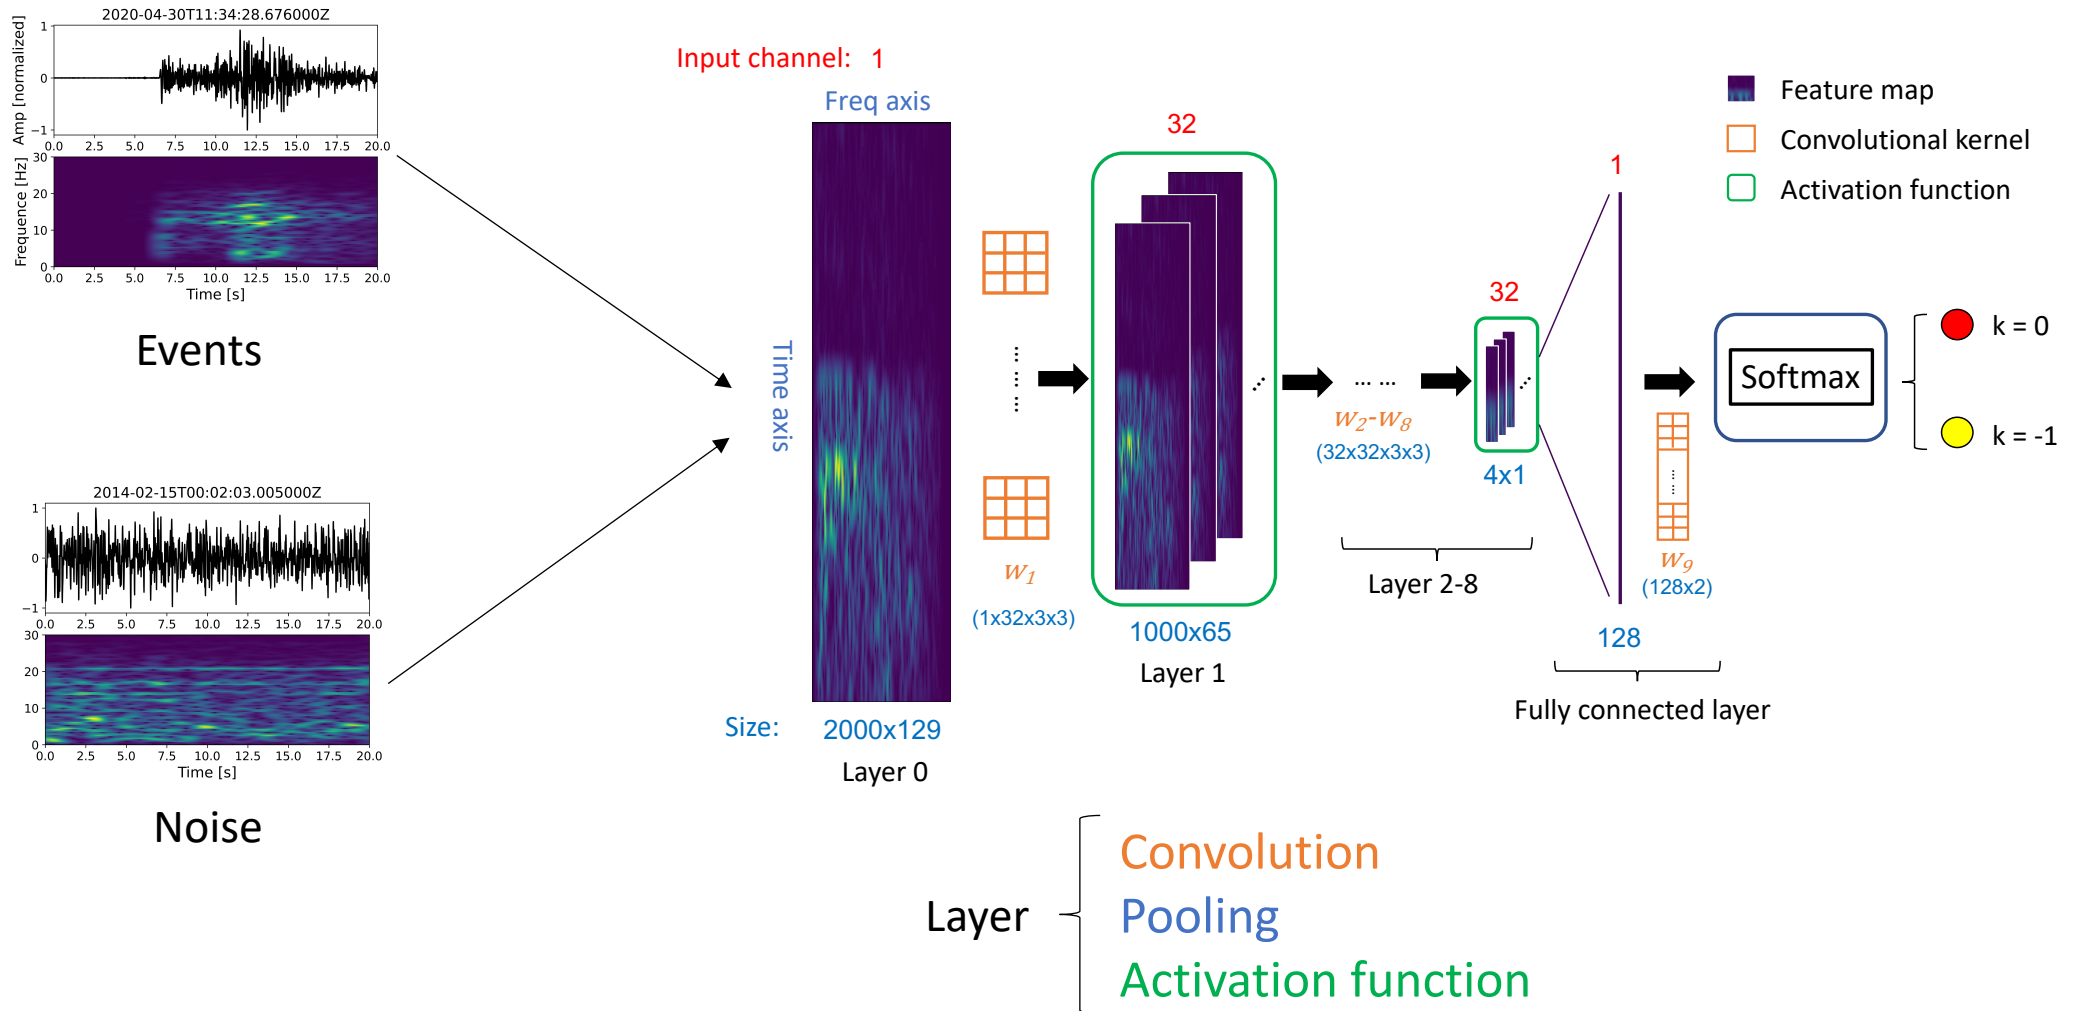 2020-04-30T11:34:28.676000Z
Amp [normalized]
1
0
−1
0.0 2.5 5.0 7.5 10.0 12.5 15.0 17.5 20.0
Frequence [Hz]
30
20
10
0
0.0 2.5 5.0 7.5 10.0 12.5 15.0 17.5 20.0
Time [s]
Events
2014-02-15T00:02:03.005000Z
1
0
−1
0.0 2.5 5.0 7.5 10.0 12.5 15.0 17.5 20.0
30
20
10
0
0.0 2.5 5.0 7.5 10.0 12.5 15.0 17.5 20.0
Time [s]
Noise
Input channel: 1
Freq axis
Time axis
Size: 2000x129
Layer 0
......
w1
(1x32x3x3)
32
...
1000x65
Layer 1
... ...
w2-w8
(32x32x3x3)
32
...
4x1
Layer 2-8
1
128
......
w9
(128x2)
Fully connected layer
Softmax
k = 0
k = -1
Feature map
Convolutional kernel
Activation function
Layer
Convolution
Pooling
Activation function